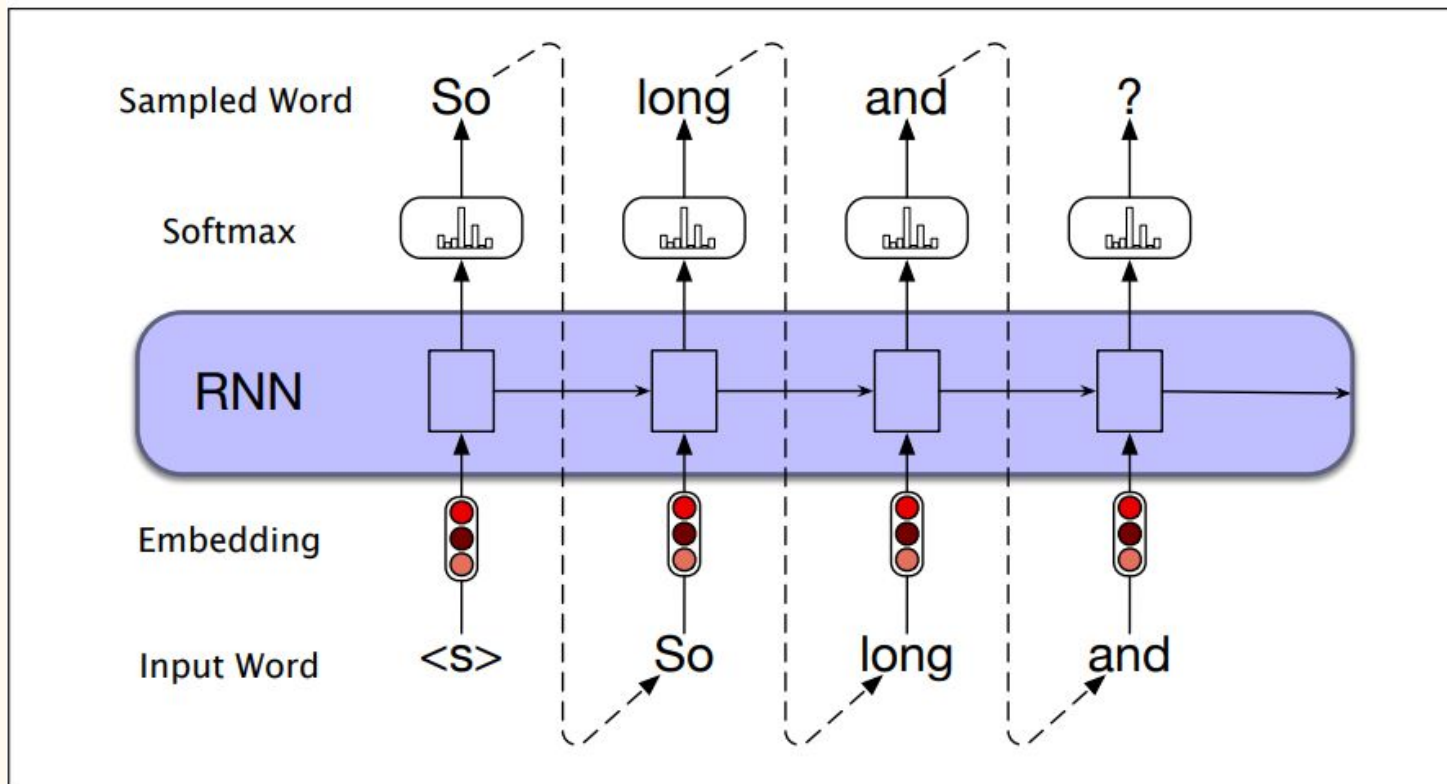 Sampled Word So long and ?
Softmax
RNN
Embedding
Input Word <s> So long and